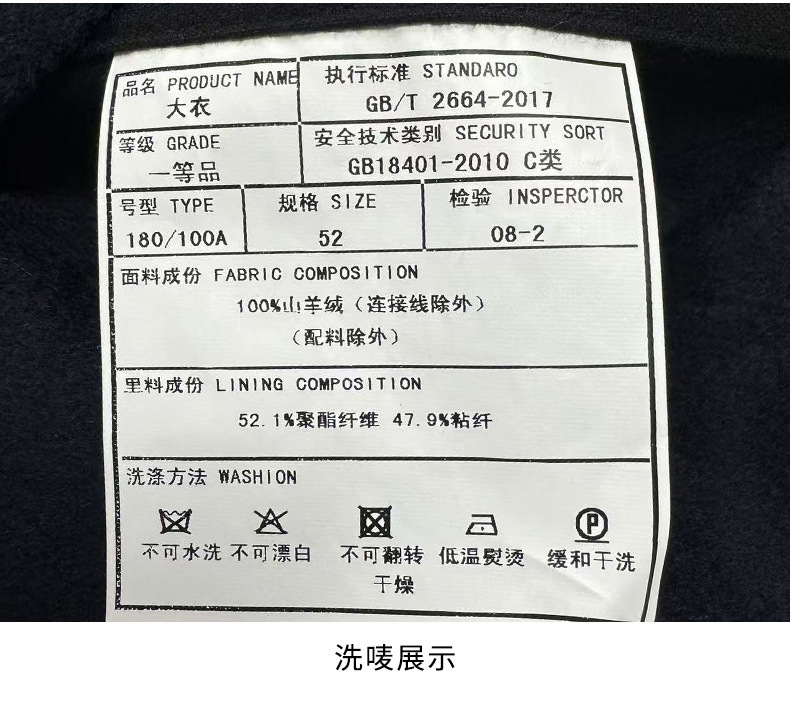 品名 PRODUCT NAME
大衣
执行标准 STANDARO
GB/T 2664-2017
等级 GRADE
一等品
安全技术类别 SECURITY SORT
GB18401-2010 C类
号型 TYPE
180/100A
规格 SIZE
52
检验 INSPERCTOR
08-2
面料成份 FABRIC COMPOSITION
100%山羊绒（连接线除外）
（配料除外）
里料成份 LINING COMPOSITION
52.1%聚酯纤维 47.9%粘纤
洗涤方法 WASHION
P
不可水洗 不可漂白 不可翻转 低温熨烫 缓和干洗
干燥
洗唛展示